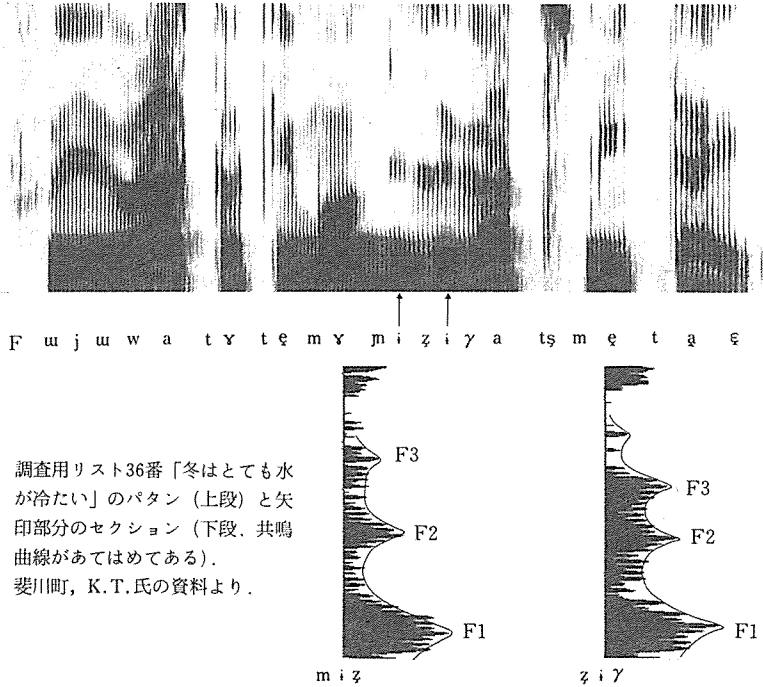 F ɯ j ɯ w a t ɤ t ę m ɤ ɲ ɨ ʐ ɨ γ a tʂ m ę t ą ę
F3
F2
F1
m ɨ ʐ
F3
F2
F1
ʐ ɨ γ
調査用リスト36番「冬はとても水
が冷たい」のパタン（上段）と矢
印部分のセクション（下段、共鳴
曲線があてはめてある）.
斐川町，K.T.氏の資料より.